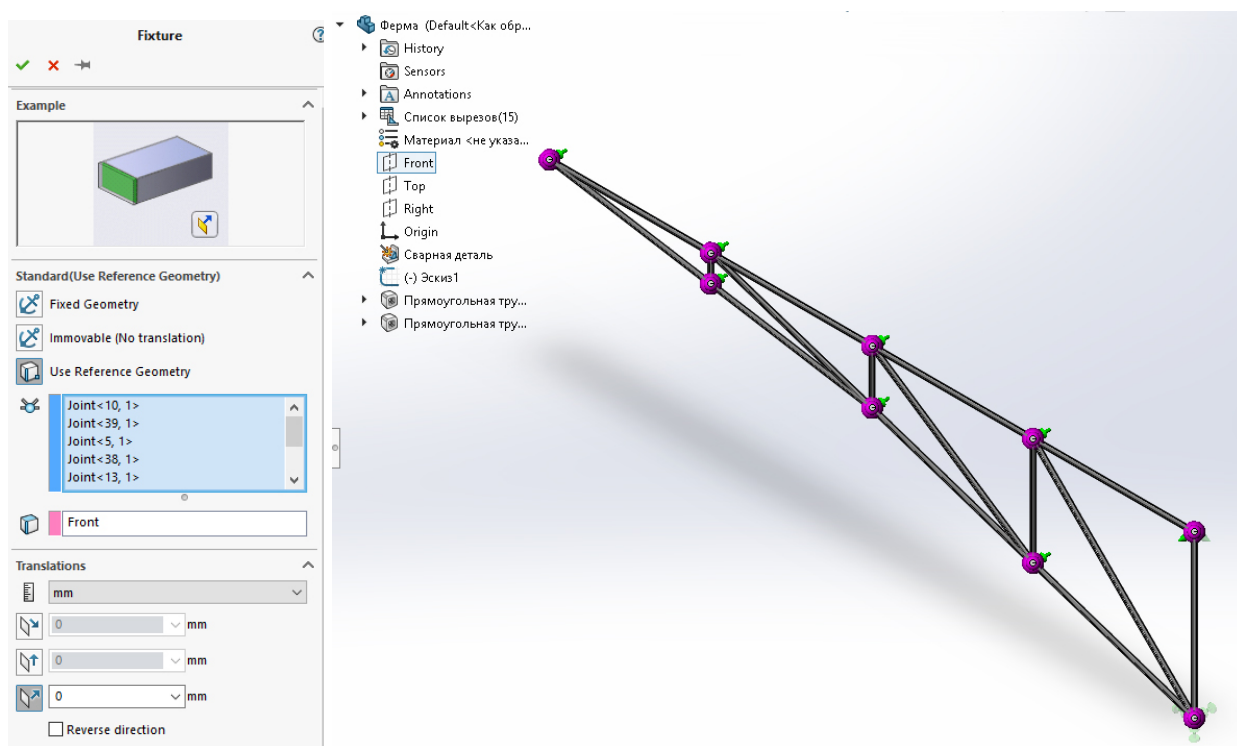 Fixture
Example
Standard(Use Reference Geometry)
Fixed Geometry
Immovable (No translation)
Use Reference Geometry
Joint<10, 1>
Joint<39, 1>
Joint<5, 1>
Joint<38, 1>
Joint<13, 1>
Front
Translations
mm
0 mm
0 mm
0 mm
Reverse direction
Ферма (Default<Как обр...
History
Sensors
Annotations
Список вырезов(15)
Материал <не указа...
Front
Top
Right
Origin
Сварная деталь
(-) Эскиз1
Прямоугольная тру...
Прямоугольная тру...